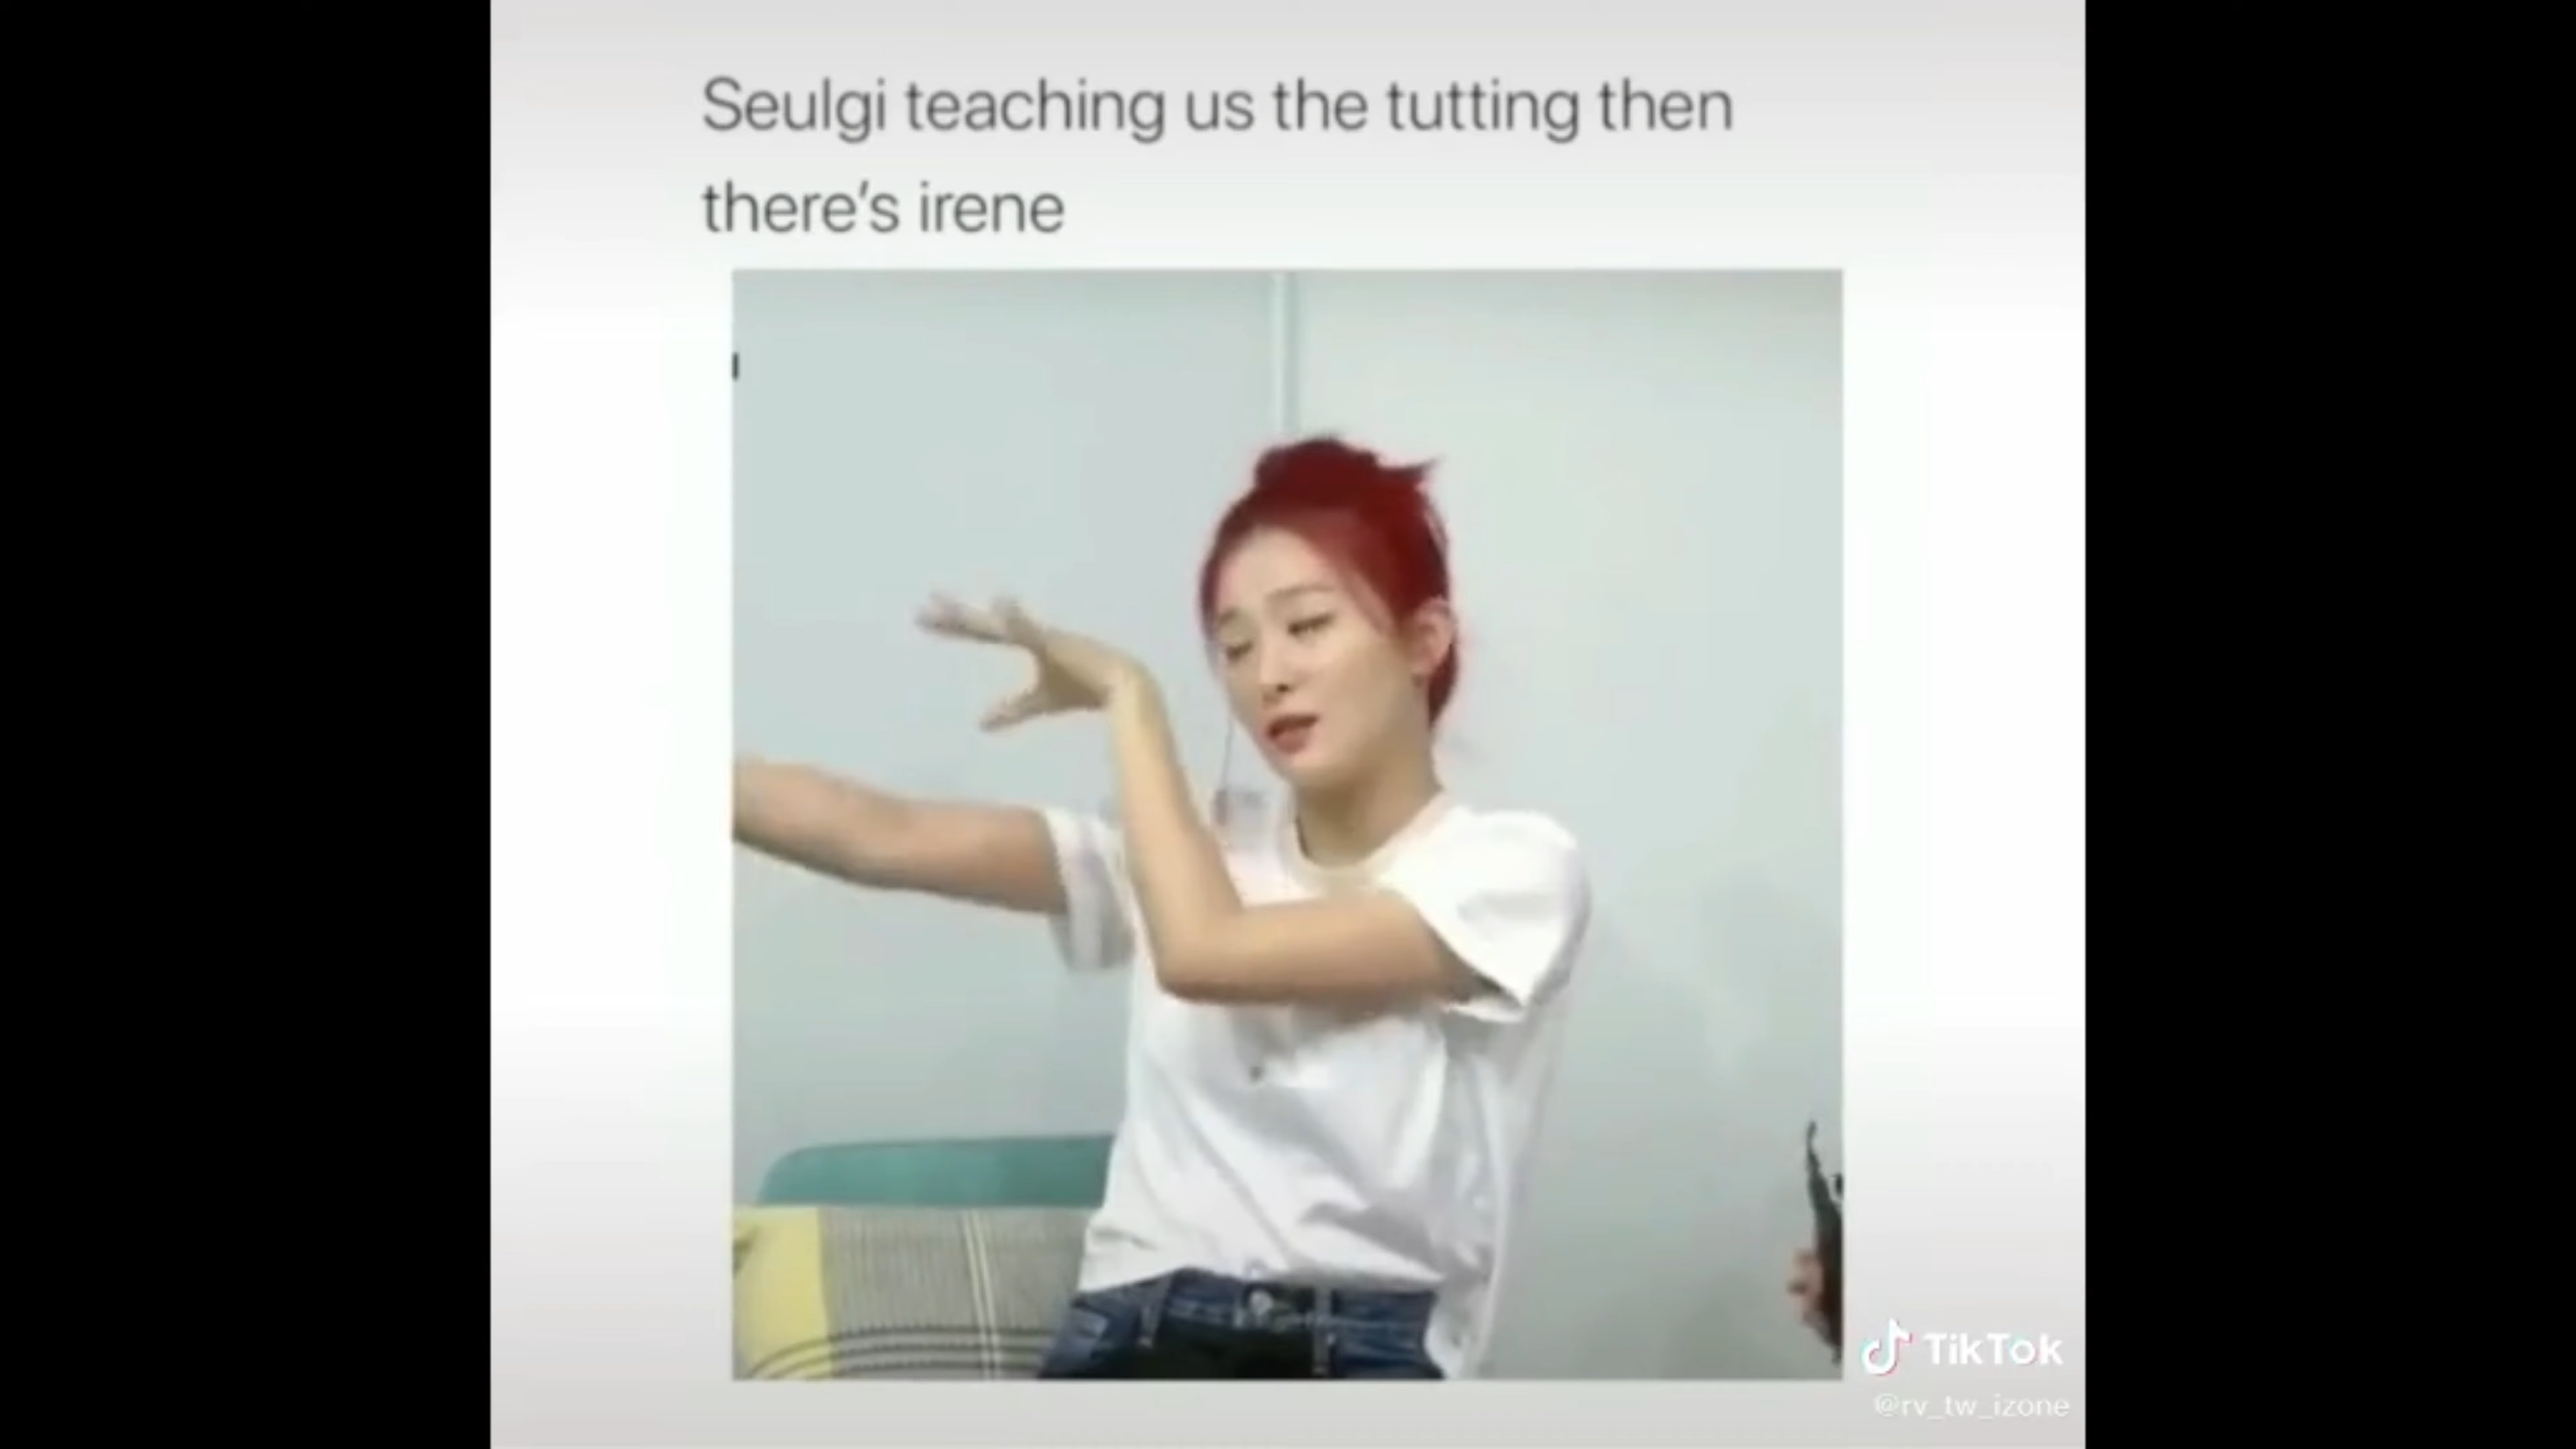 Seulgi teaching us the tutting then
there’s irene
TikTok
@rv_tw_izone